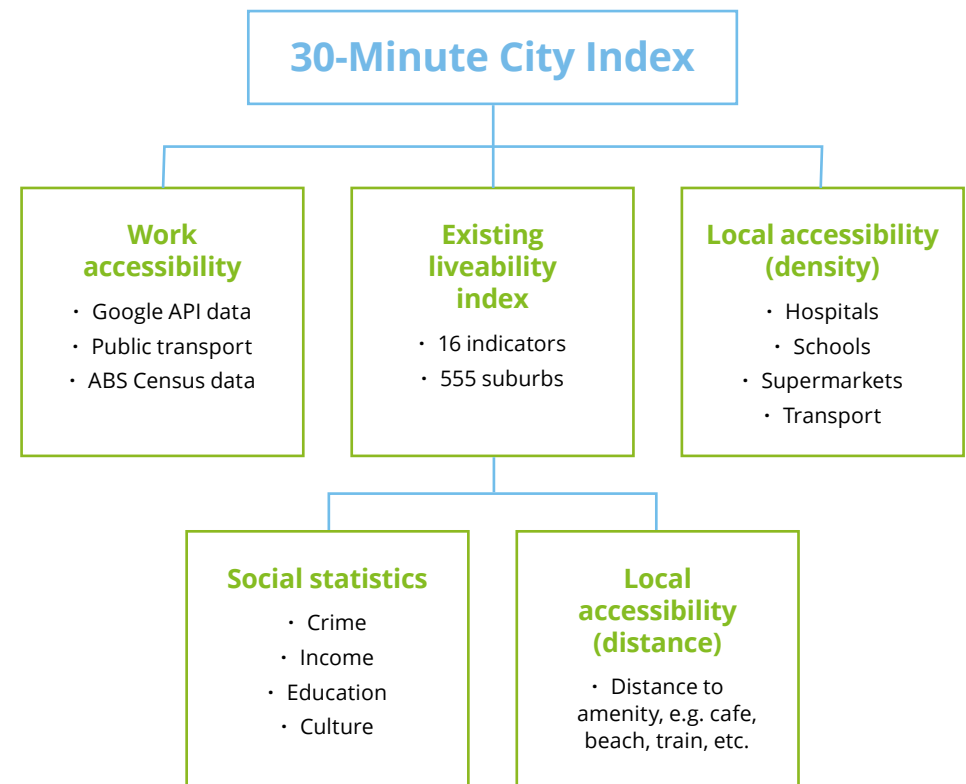 30-Minute City Index
Work
accessibility
· Google API data
· Public transport
· ABS Census data
Existing
liveability
index
· 16 indicators
· 555 suburbs
Local accessibility
(density)
· Hospitals
· Schools
· Supermarkets
· Transport
Social statistics
· Crime
· Income
· Education
· Culture
Local
accessibility
(distance)
· Distance to
amenity, e.g. cafe,
beach, train, etc.